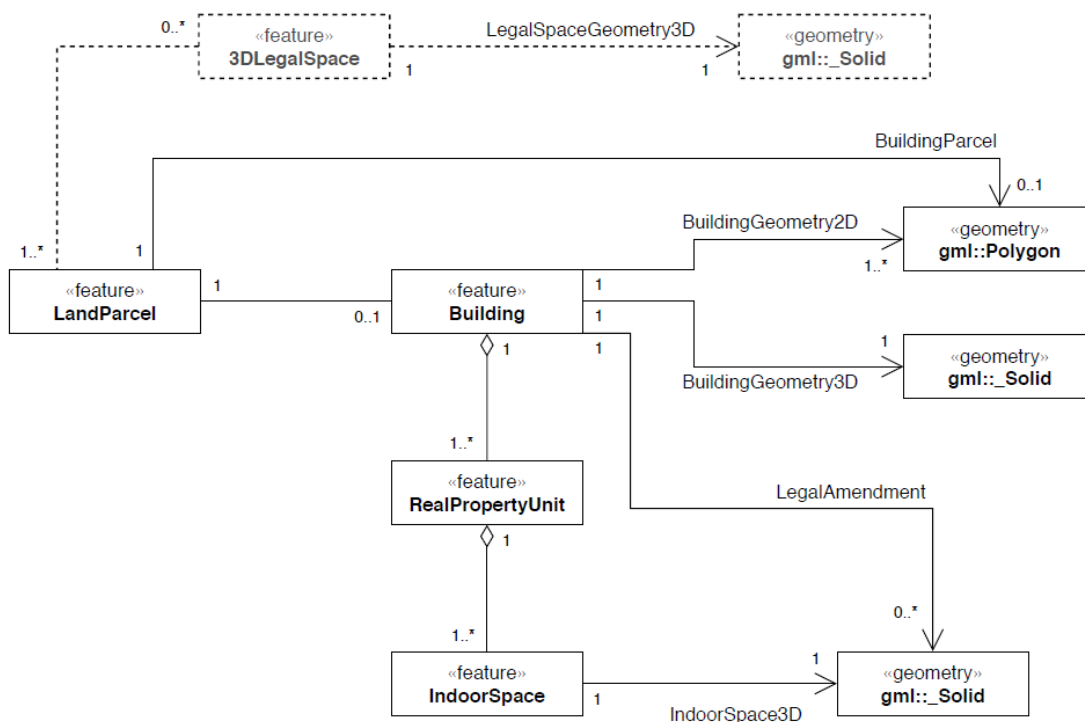 0..*
«feature»
3DLegalSpace
LegalSpaceGeometry3D
1
1
«geometry»
gml::_Solid
BuildingParcel
0..1
1..*
1
BuildingGeometry2D
1..*
«geometry»
gml::Polygon
«feature»
LandParcel
1
0..1
«feature»
Building
1
1
1
1
BuildingGeometry3D
1
«geometry»
gml::_Solid
1..*
«feature»
RealPropertyUnit
1
LegalAmendment
0..*
1..*
«feature»
IndoorSpace
1
IndoorSpace3D
1
«geometry»
gml::_Solid